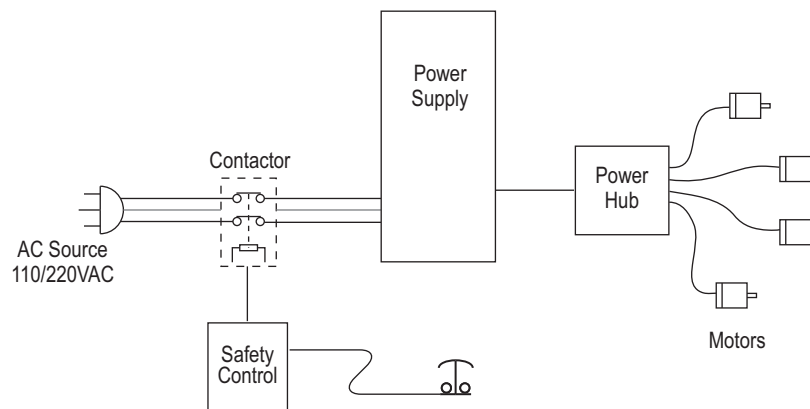 Power
Supply
Contactor
Power
Hub
AC Source
110/220VAC
Motors
Safety
Control